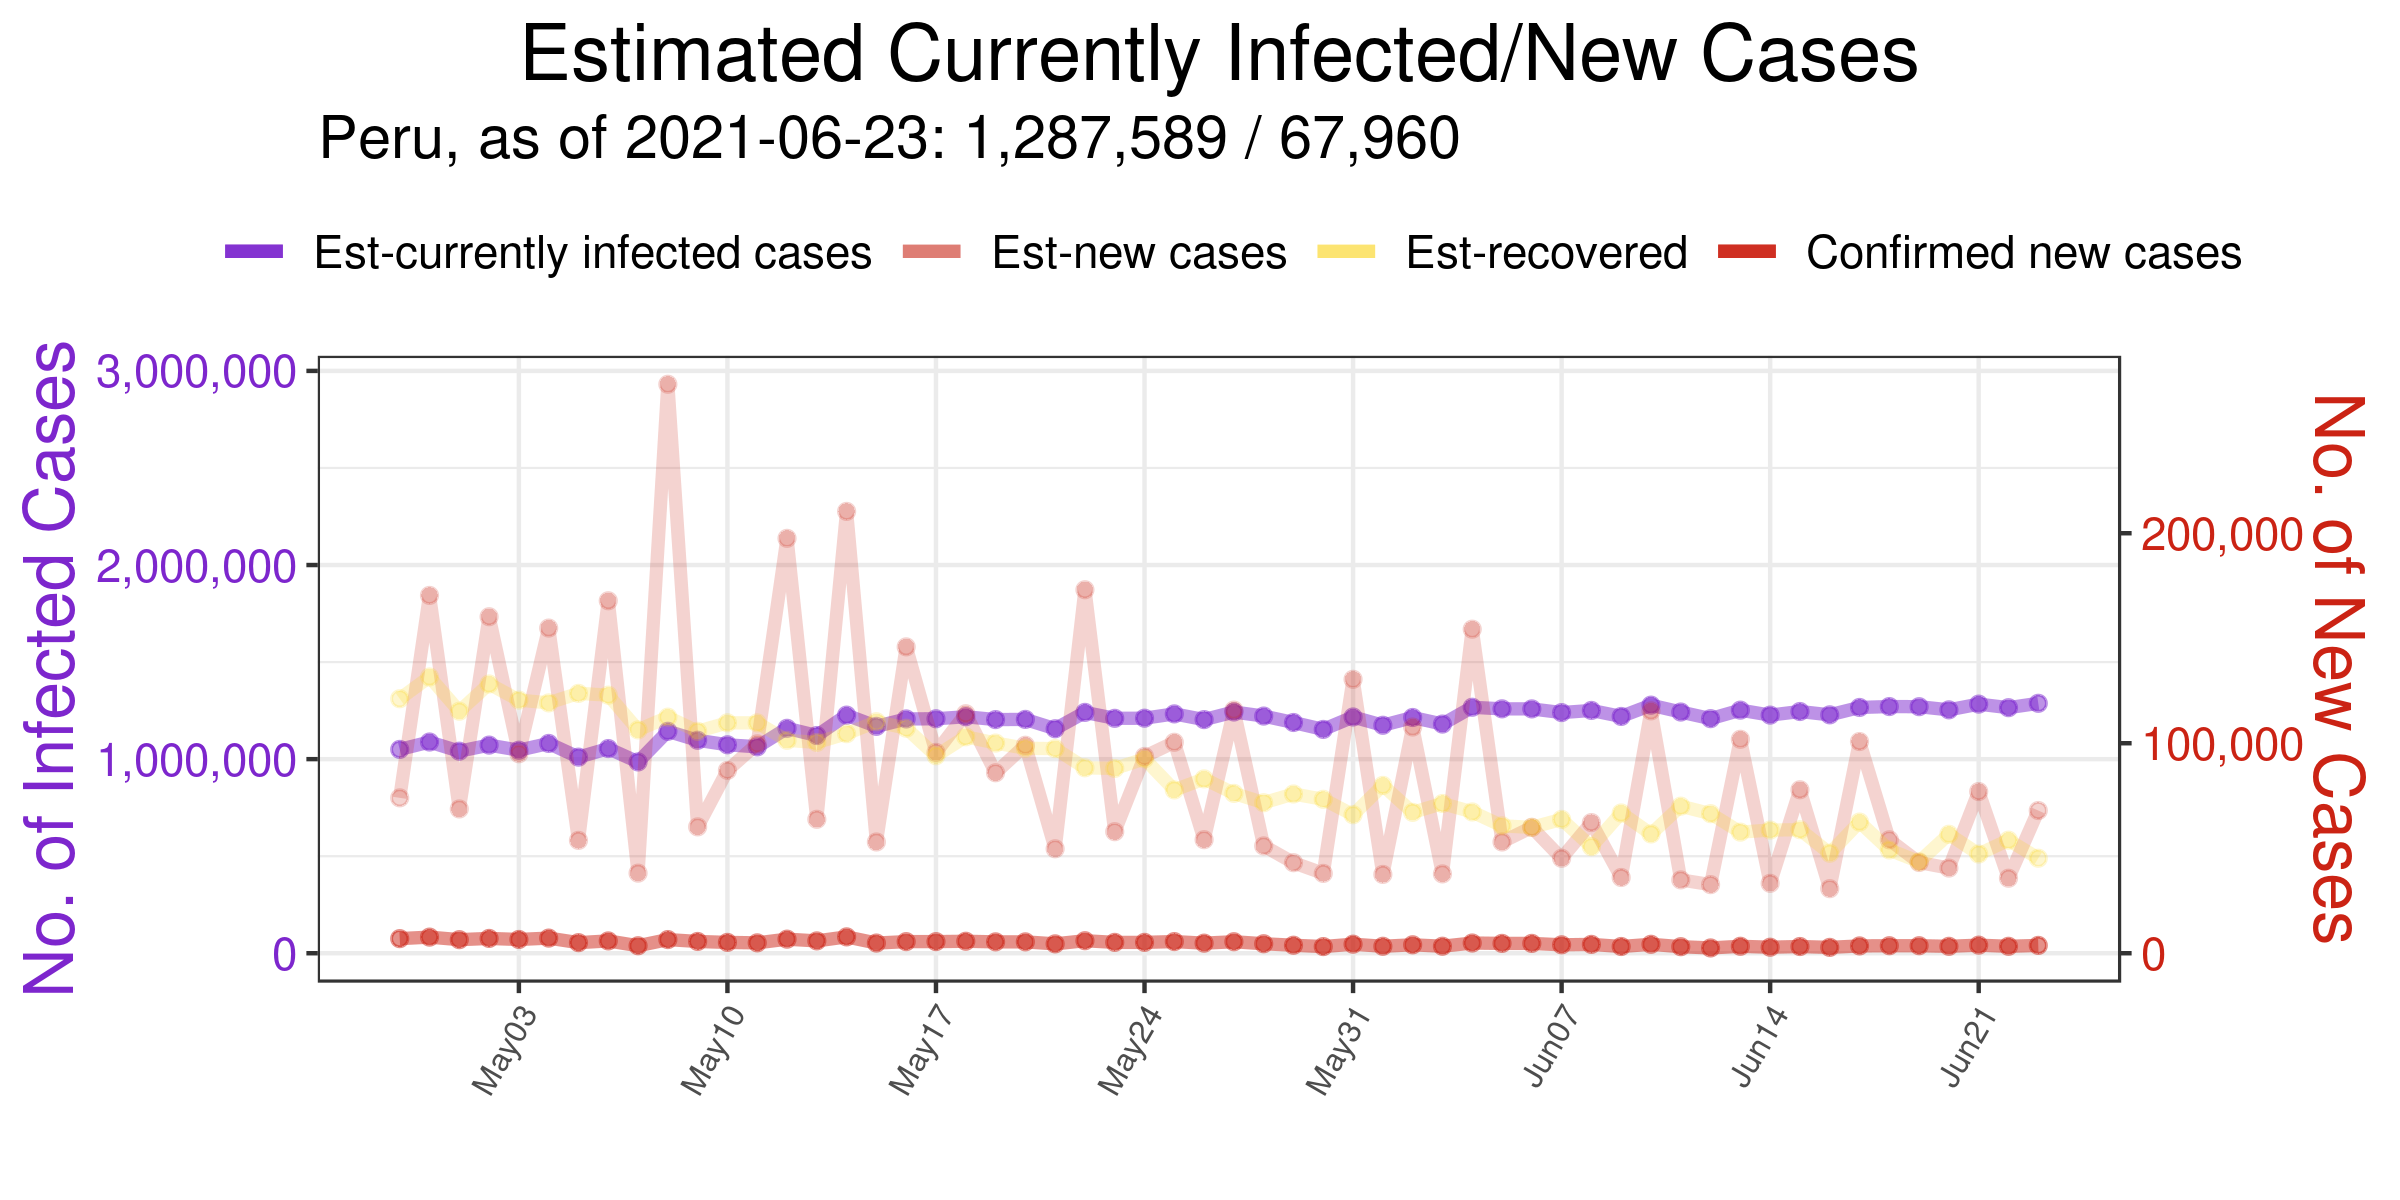 Estimated Currently Infected/New Cases
Peru, as of 2021-06-23: 1,287,589 / 67,960
Est-currently infected cases Est-new cases Est-recovered Confirmed new cases
No. of Infected Cases
3,000,000
2,000,000
1,000,000
0
200,000
100,000
0
No. of New Cases
May03 May10 May17 May24 May31 Jun07 Jun14 Jun21